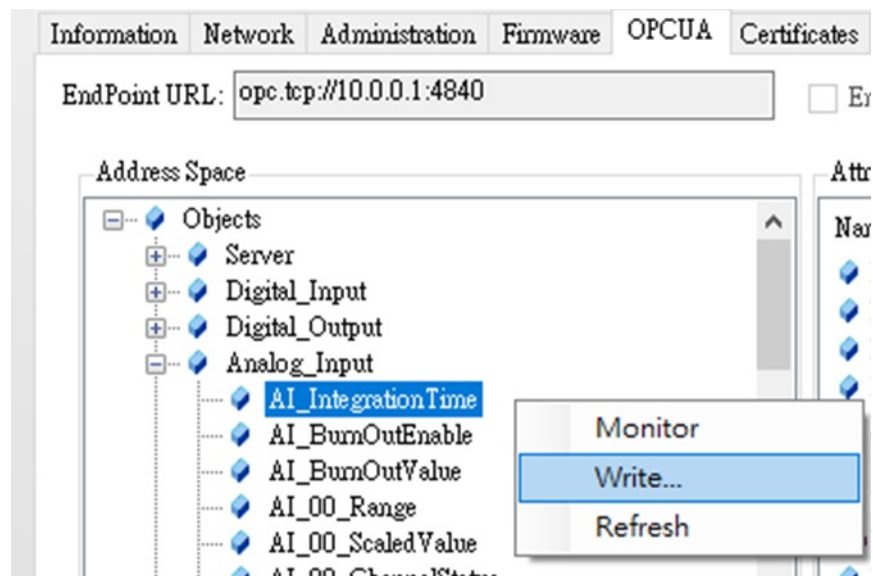 Information Network Administration Firmware OPCUA Certificates
EndPoint URL: opc.tcp://10.0.0.1:4840
Address Space
Objects
Server
Digital_Input
Digital_Output
Analog_Input
AI_IntegrationTime
AI_BurnOutEnable
AI_BurnOutValue
AI_00_Range
AI_00_ScaledValue
AI_00_ChannelStatus
Monitor
Write...
Refresh